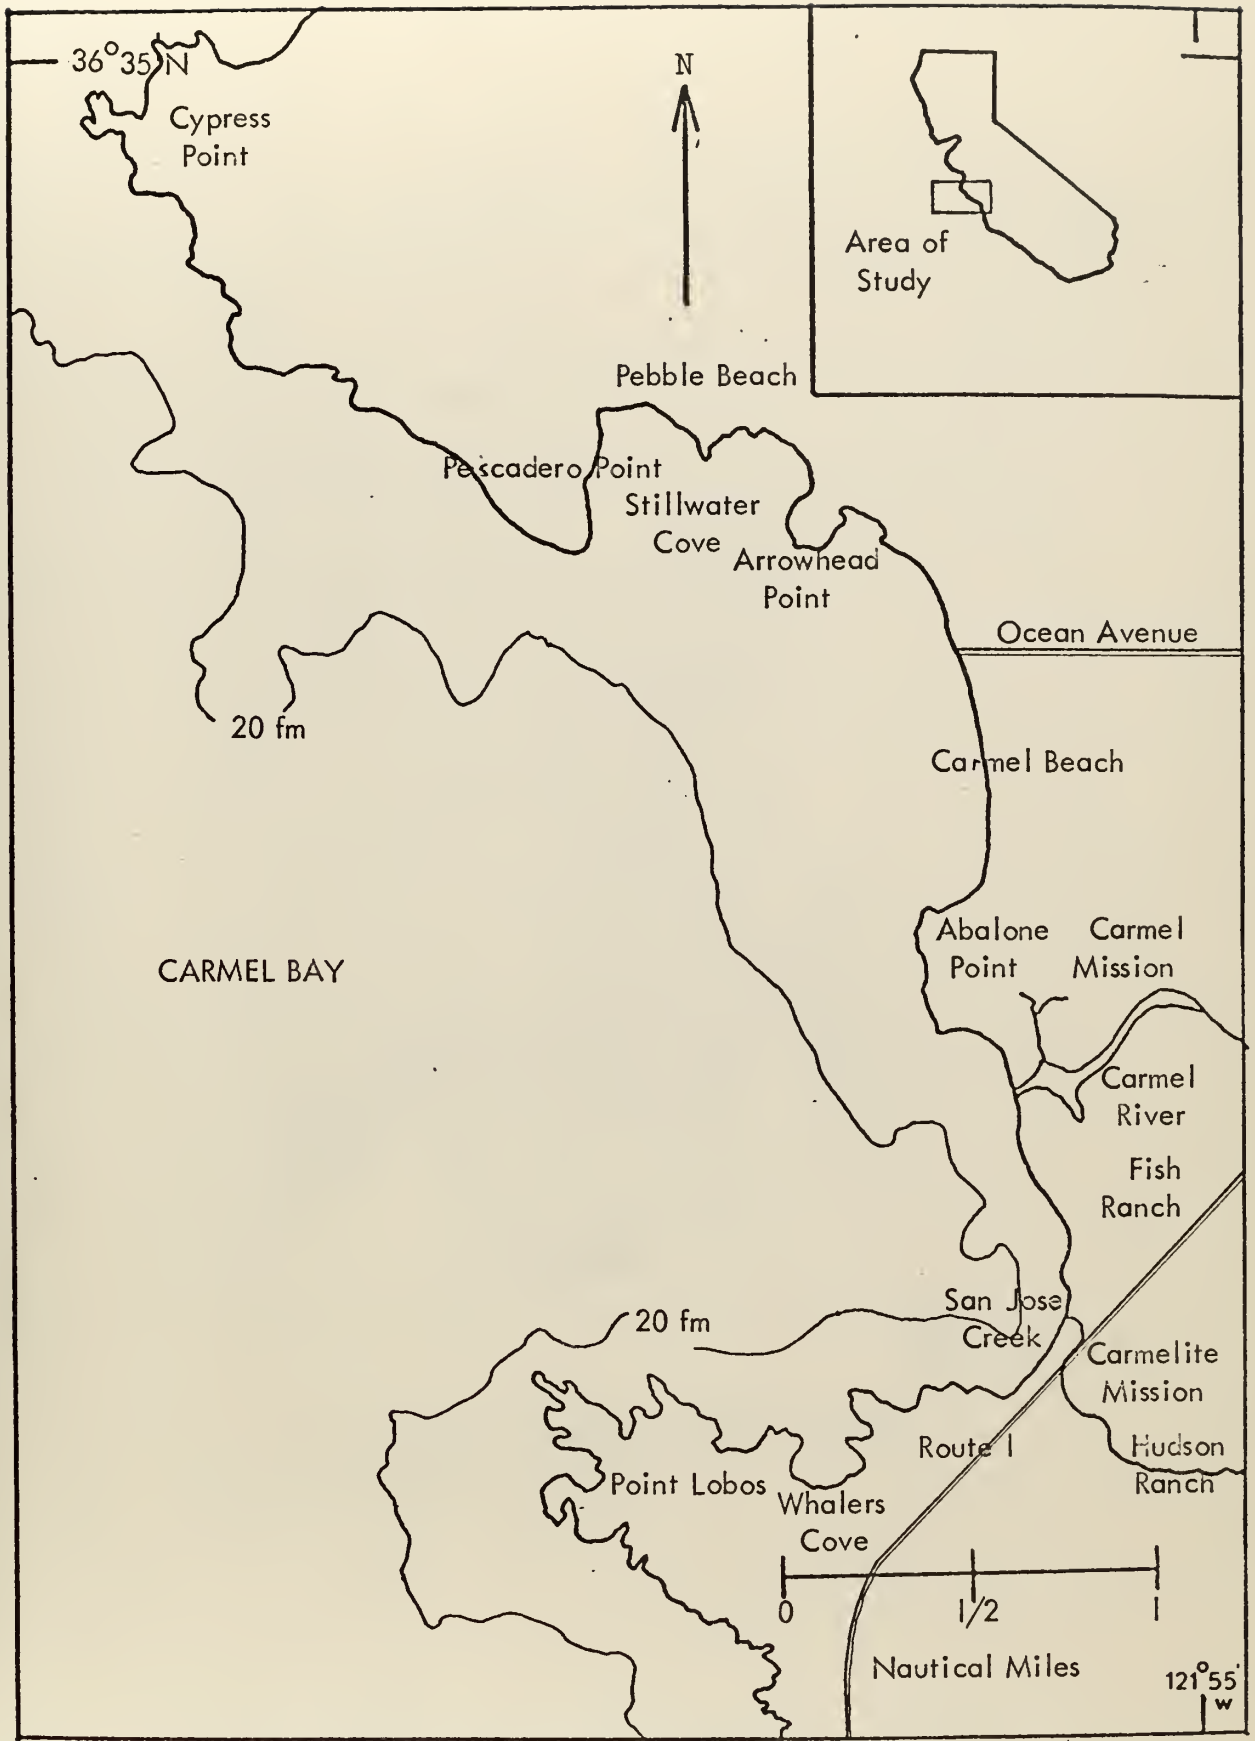 36°35'N
N
Cypress
Point
Area of
Study
Pebble Beach
Pescadero Point
Stillwater
Cove
Arrowhead
Point
Ocean Avenue
20 fm
Carmel Beach
Abalone
Point
Carmel
Mission
CARMEL BAY
Carmel
River
Fish
Ranch
San Jose
Creek
20 fm
Carmelite
Mission
Route 1
Hudson
Ranch
Point Lobos
Whalers
Cove
0 1/2 1
Nautical Miles
121°55'
W